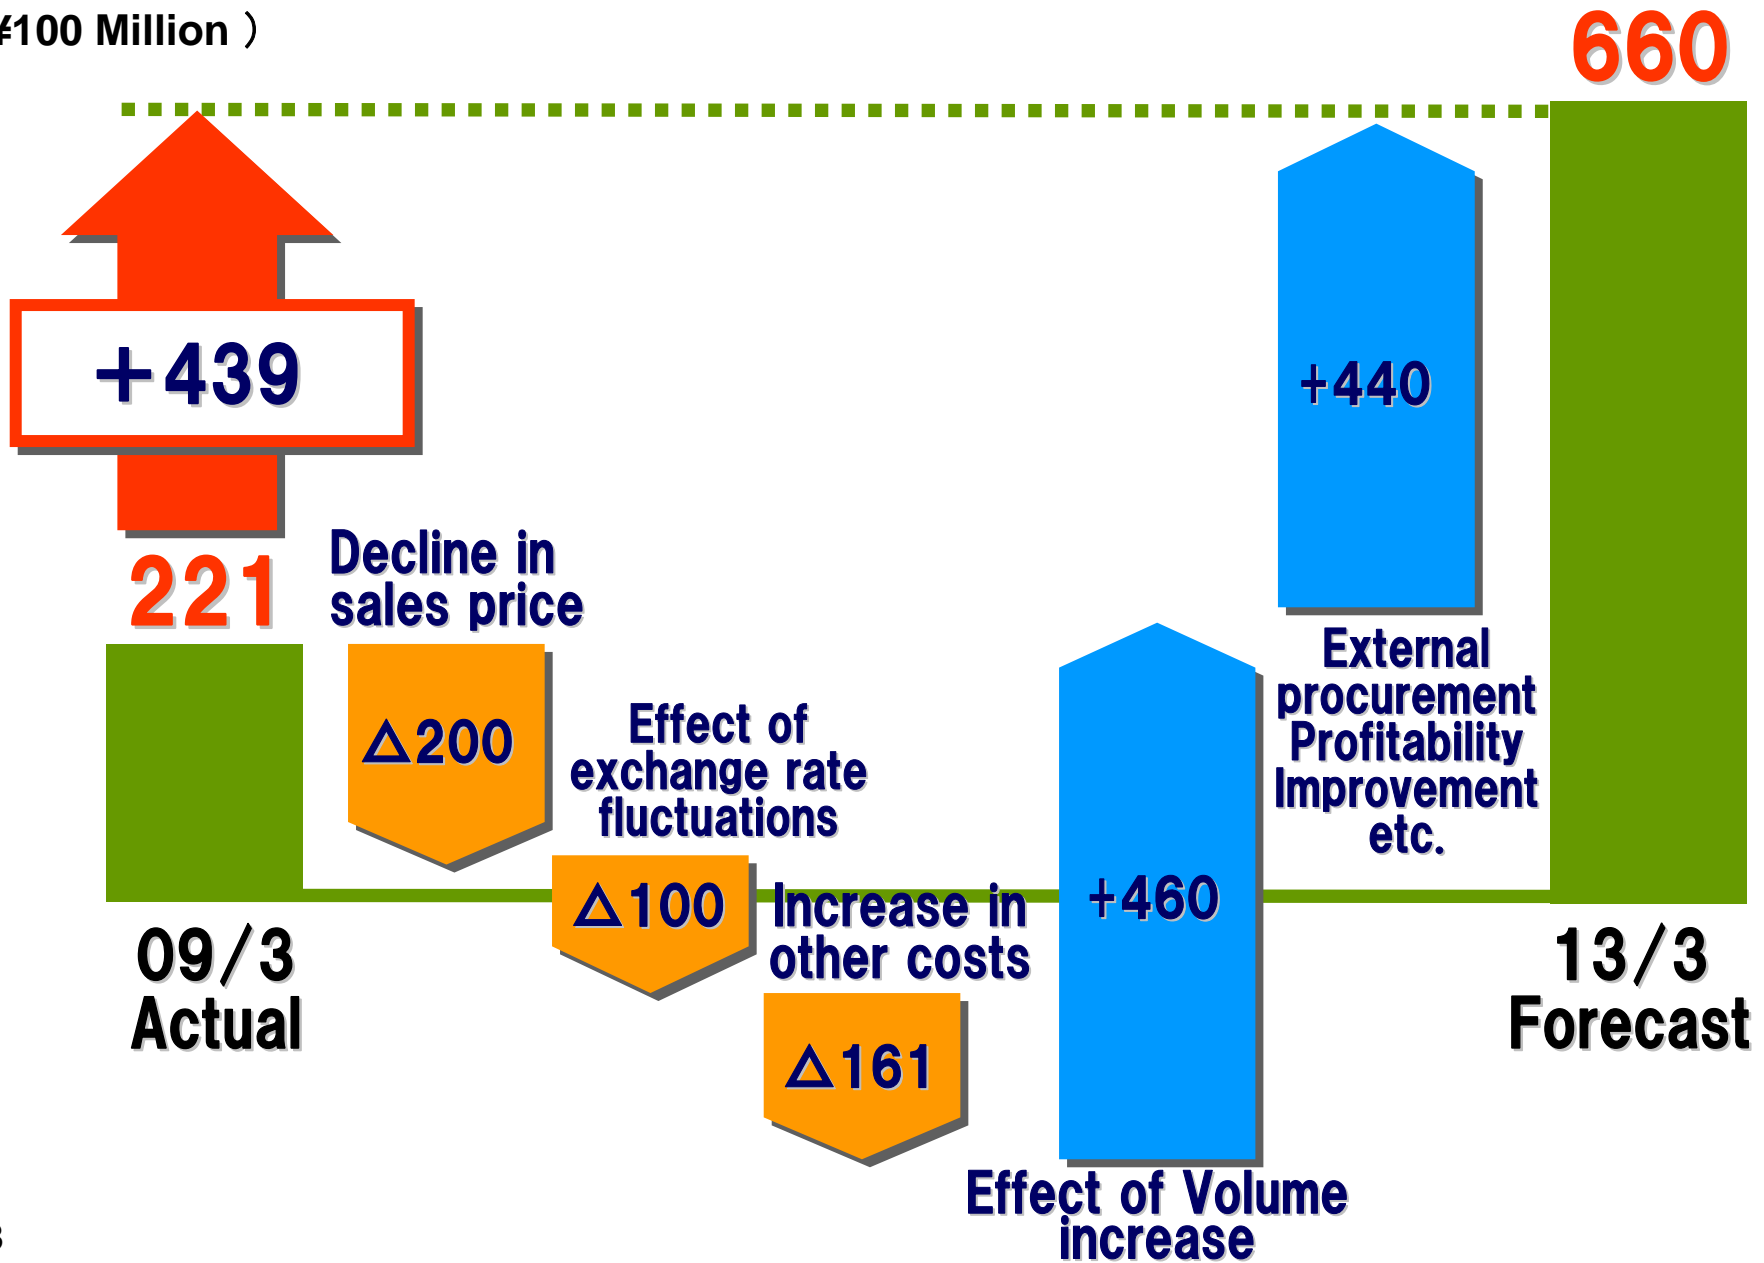 ¥100 Million ）
660
+439
+440
221
Decline in
sales price
△200
Effect of
exchange rate
fluctuations
△100
Increase in
other costs
△161
+460
Effect of Volume
increase
External
procurement
Profitability
Improvement
etc.
09/3
Actual
13/3
Forecast